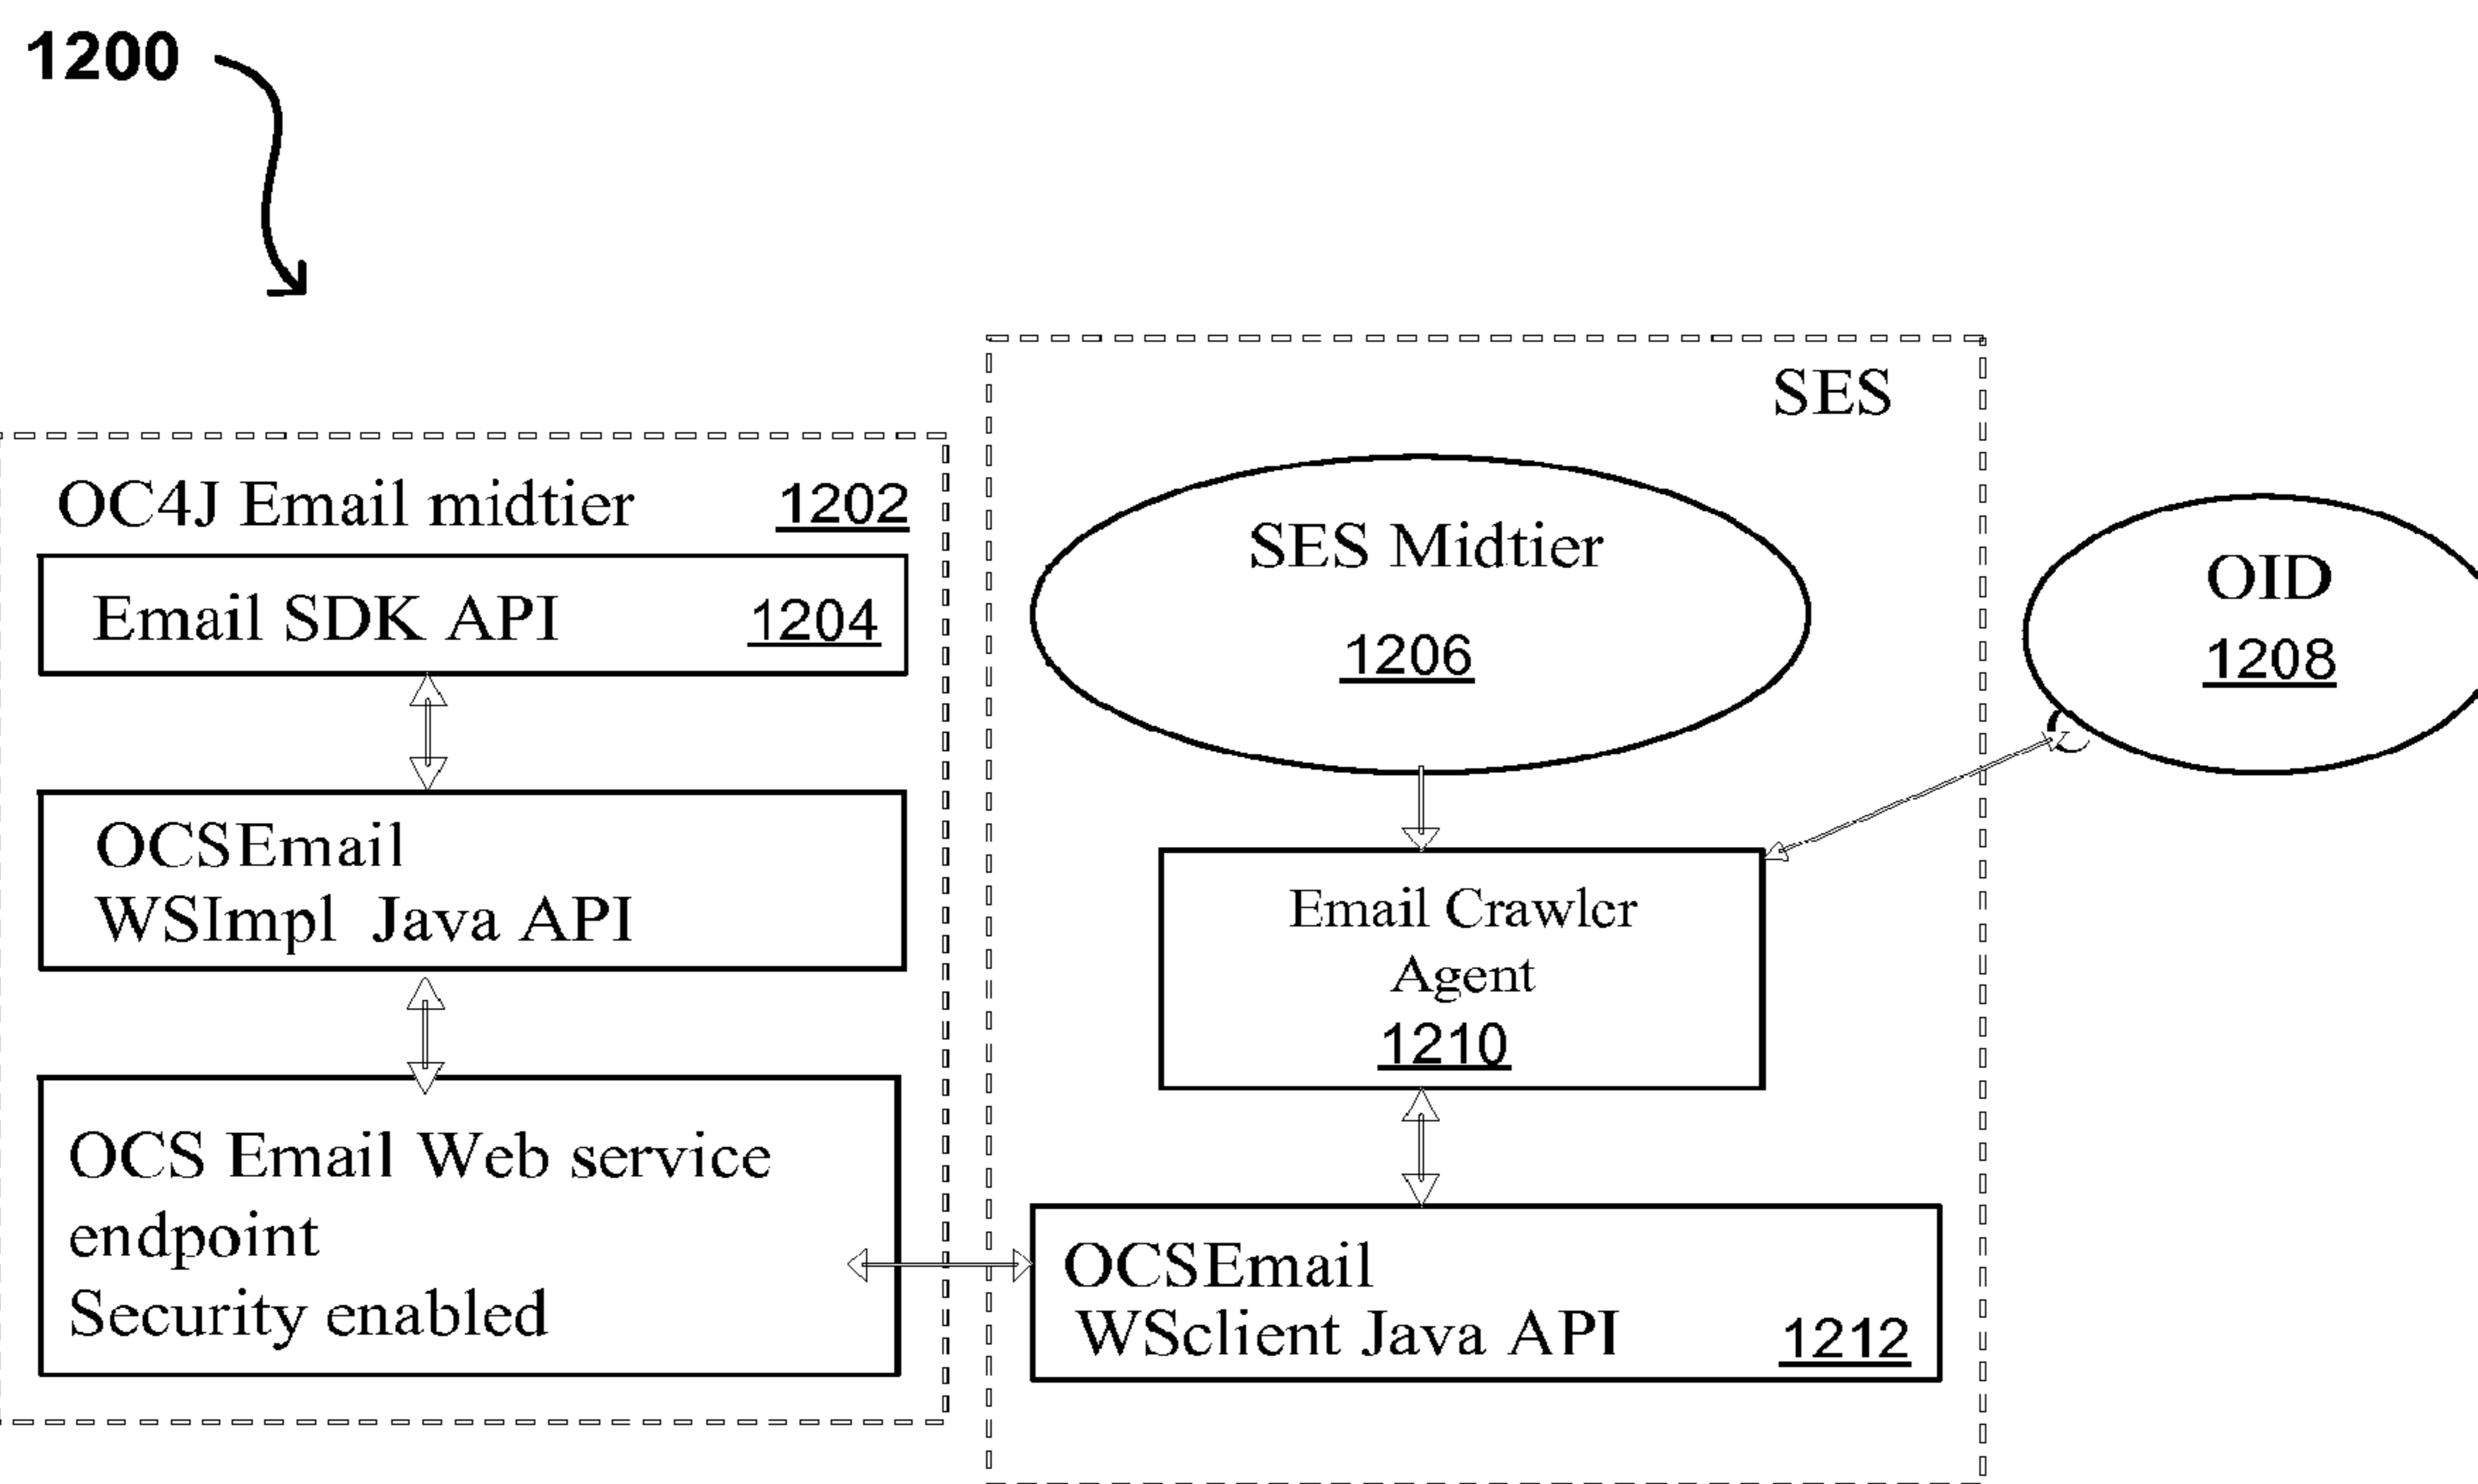 1200
OC4J Email midtier 1202
Email SDK API 1204
OCSEmail
WSImpl Java API
OCS Email Web service
endpoint
Security enabled
SES
SES Midtier
1206
Email Crawler
Agent
1210
OCSEmail
WSclient Java API 1212
OID
1208